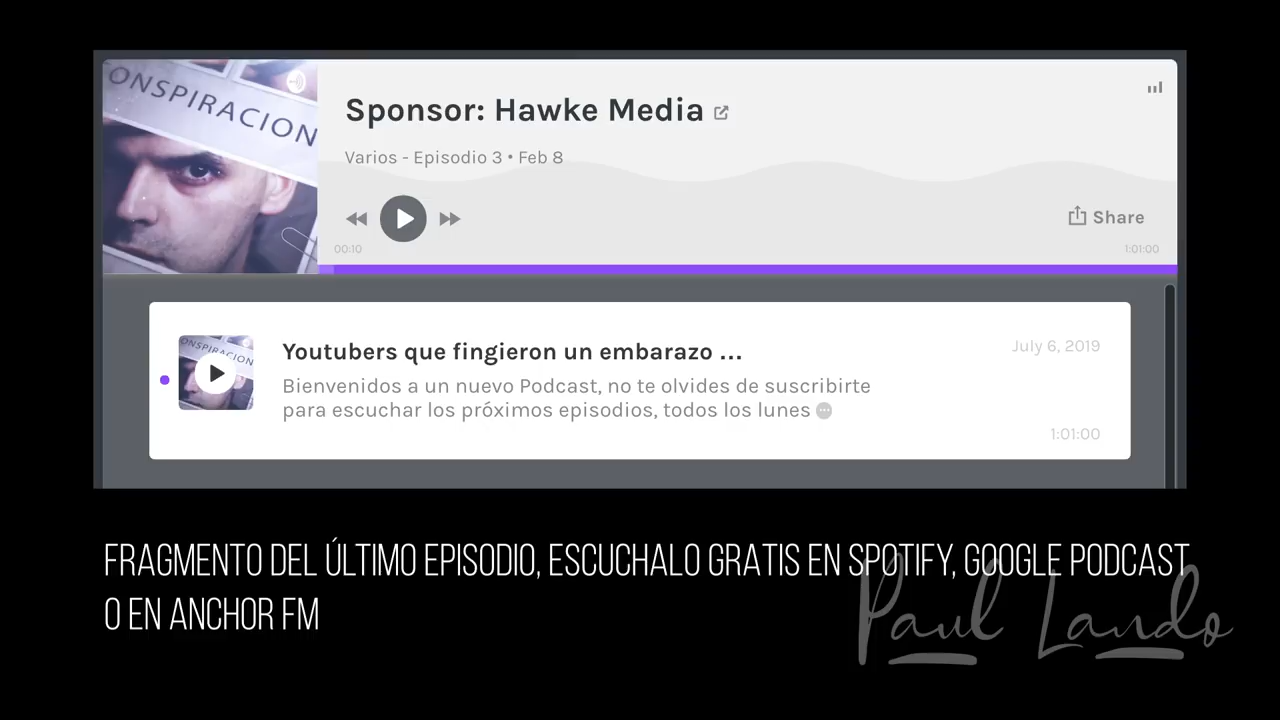 ONSPIRACION
Sponsor: Hawke Media
Varios - Episodio 3 • Feb 8
Share
00:10
1:01:00
ONSPIRACION
Youtubers que fingieron un embarazo ...
July 6, 2019
Bienvenidos a un nuevo Podcast, no te olvides de suscribirte
para escuchar los próximos episodios, todos los lunes
1:01:00
FRAGMENTO DEL ÚLTIMO EPISODIO, ESCUCHALO GRATIS EN SPOTIFY, GOOGLE PODCAST
O EN ANCHOR FM
Paul Lando